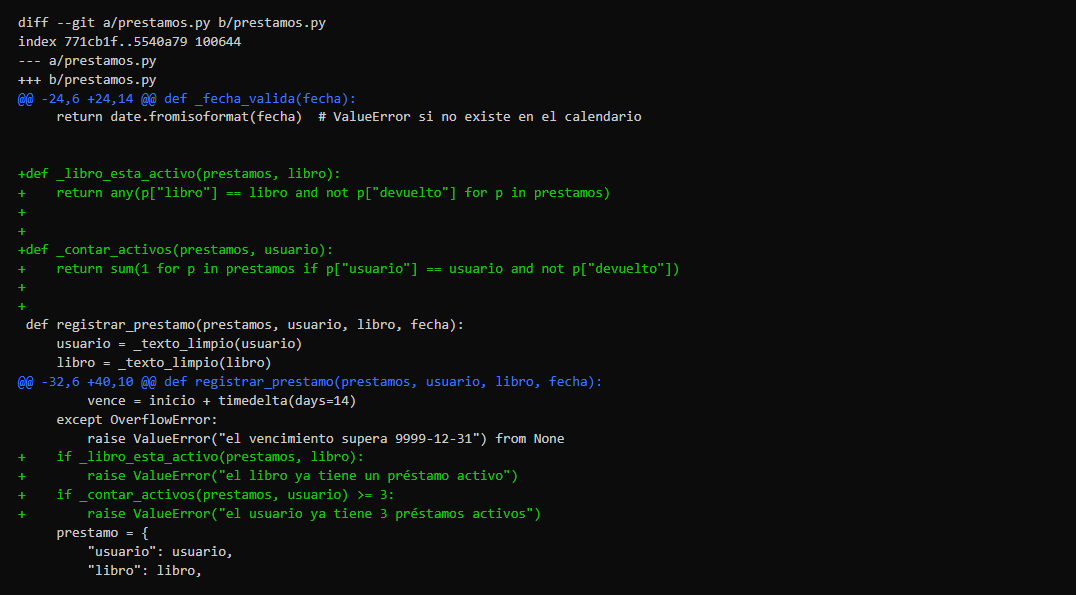 diff --git a/prestamos.py b/prestamos.py
index 771cb1f..5540a79 100644
--- a/prestamos.py
+++ b/prestamos.py
@@ -24,6 +24,14 @@ def _fecha_valida(fecha):
     return date.fromisoformat(fecha)  # ValueError si no existe en el calendario


+def _libro_esta_activo(prestamos, libro):
+    return any(p["libro"] == libro and not p["devuelto"] for p in prestamos)
+
+
+def _contar_activos(prestamos, usuario):
+    return sum(1 for p in prestamos if p["usuario"] == usuario and not p["devuelto"])
+
+
 def registrar_prestamo(prestamos, usuario, libro, fecha):
     usuario = _texto_limpio(usuario)
     libro = _texto_limpio(libro)
@@ -32,6 +40,10 @@ def registrar_prestamo(prestamos, usuario, libro, fecha):
         vence = inicio + timedelta(days=14)
     except OverflowError:
         raise ValueError("el vencimiento supera 9999-12-31") from None
+    if _libro_esta_activo(prestamos, libro):
+        raise ValueError("el libro ya tiene un préstamo activo")
+    if _contar_activos(prestamos, usuario) >= 3:
+        raise ValueError("el usuario ya tiene 3 préstamos activos")
     prestamo = {
         "usuario": usuario,
         "libro": libro,